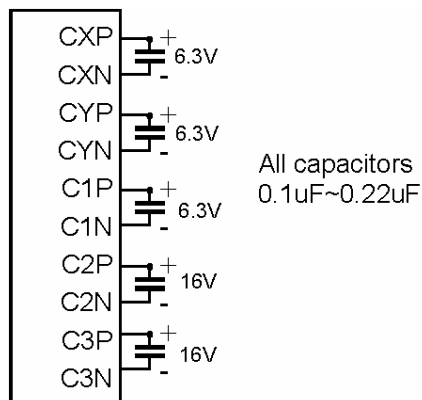 CXP
+
6.3V
CXN
-
CYP
+
6.3V
CYN
-
All capacitors
0.1uF~0.22uF
C1P
+
6.3V
C1N
-
C2P
+
16V
C2N
-
C3P
+
16V
C3N
-